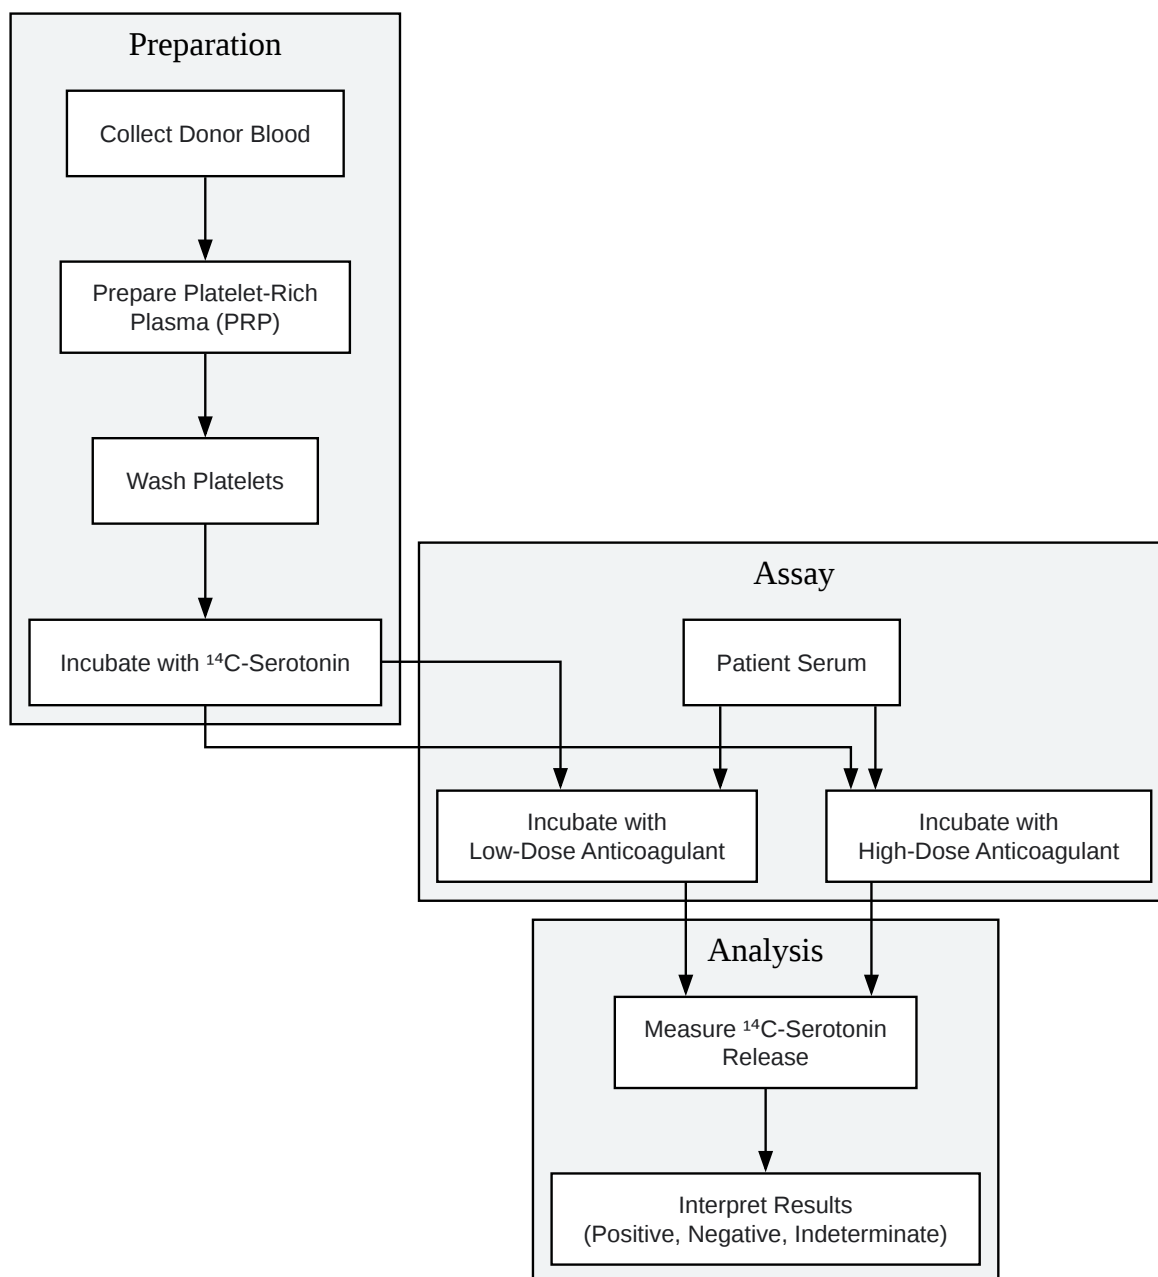 Preparation
Collect Donor Blood
Prepare Platelet-Rich
Plasma (PRP)
Wash Platelets
Incubate with ¹⁴C-Serotonin
Assay
Patient Serum
Incubate with
Low-Dose Anticoagulant
Incubate with
High-Dose Anticoagulant
Analysis
Measure ¹⁴C-Serotonin
Release
Interpret Results
(Positive, Negative, Indeterminate)